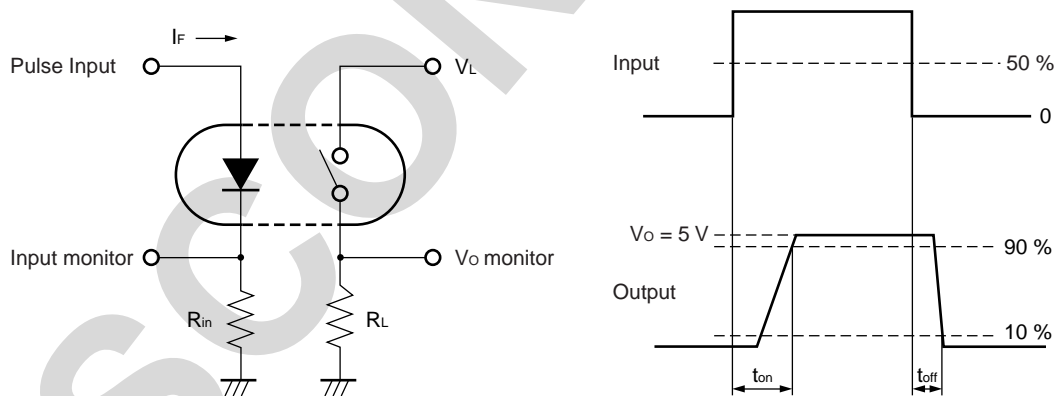 IF
Pulse Input
VL
Input monitor
VO monitor
Rin
RL
Input
50 %
0
VO = 5 V
90 %
Output
10 %
ton
toff